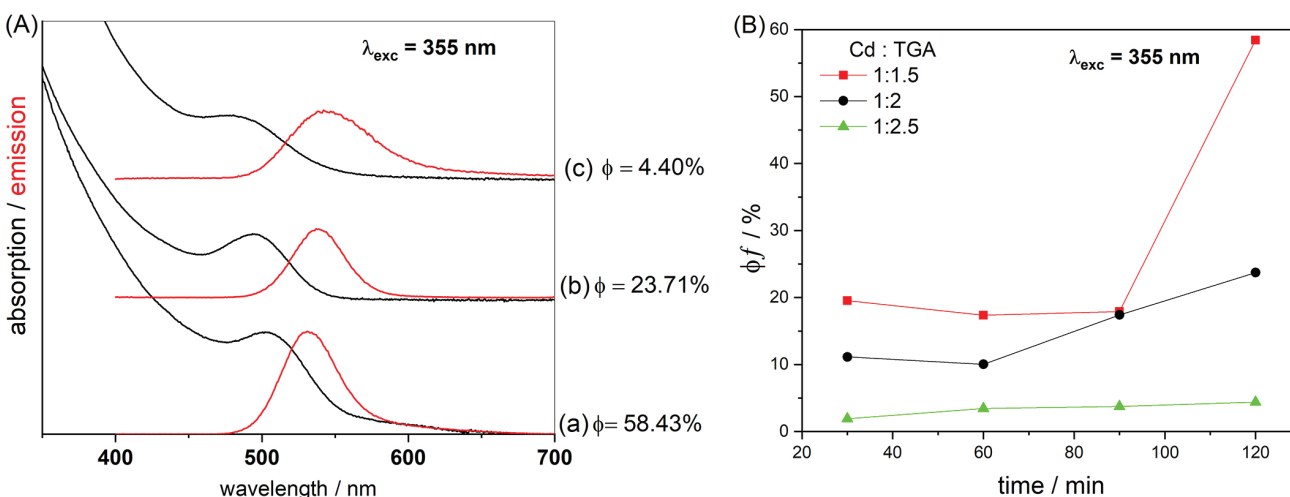 (A)
λexc = 355 nm
absorption / emission
(c) ϕ = 4.40%
(b) ϕ = 23.71%
(a) ϕ = 58.43%
400 500 600 700
wavelength / nm
(B)
Cd : TGA
1:1.5
1:2
1:2.5
λexc = 355 nm
ϕf / %
60
50
40
30
20
10
0
20 40 60 80 100 120
time / min